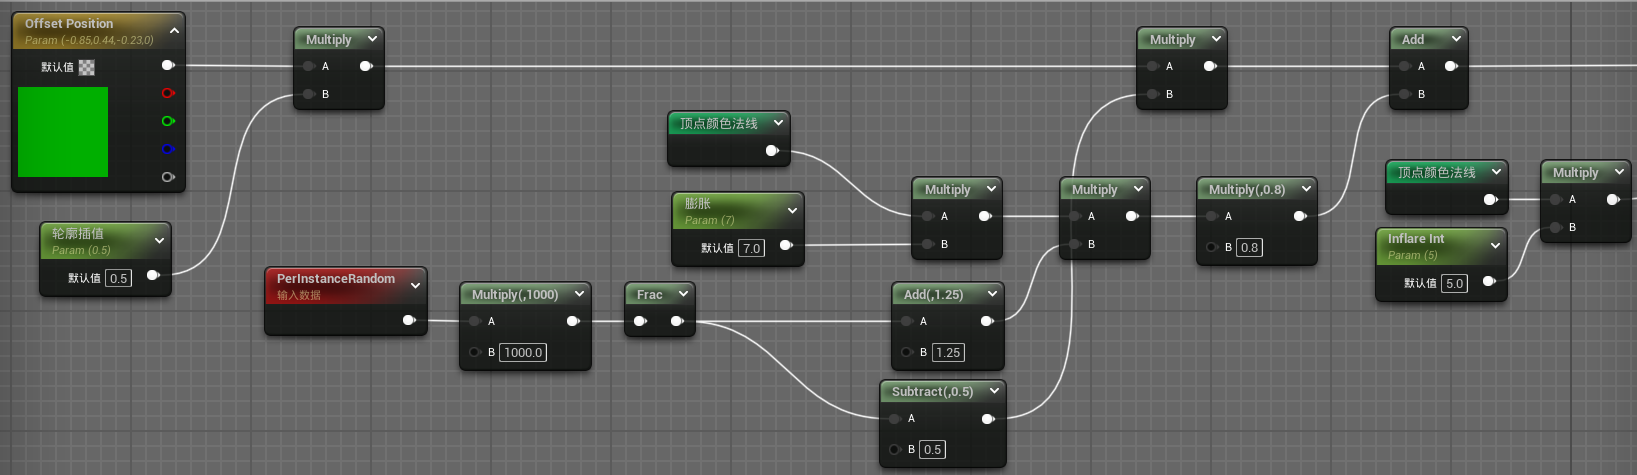 Offset Position
Param (-0.85,0.44,-0.23,0)
默认值
Multiply
A
B
轮廓插值
Param (0.5)
默认值 0.5
PerInstanceRandom
输入数据
Multiply(,1000)
A
B 1000.0
Frac
顶点颜色法线
膨胀
Param (7)
默认值 7.0
Multiply
A
B
Add(,1.25)
A
B 1.25
Subtract(,0.5)
A
B 0.5
Multiply
A
B
Multiply
A
B
Multiply(,0.8)
A
B 0.8
Add
A
B
顶点颜色法线
Inflare Int
Param (5)
默认值 5.0
Multiply
A
B